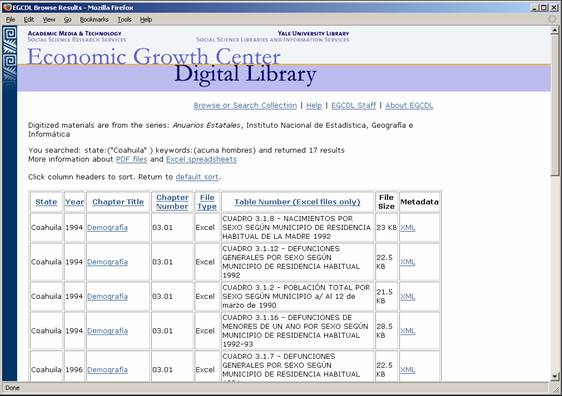 EGCDL Browse Results - Mozilla Firefox
File Edit View Go Bookmarks Tools Help
ACADEMIC MEDIA & TECHNOLOGY YALE UNIVERSITY LIBRARY
SOCIAL SCIENCE RESEARCH SERVICES SOCIAL SCIENCE LIBRARIES AND INFORMATION SERVICES
Economic Growth Center
Digital Library
Browse or Search Collection | Help | EGCDL Staff | About EGCDL
Digitized materials are from the series: Anuarios Estatales, Instituto Nacional de Estadística, Geografía e
Informática
You searched: state:("Coahuila" ) keywords:(acuna hombres) and returned 17 results
More information about PDF files and Excel spreadsheets
Click column headers to sort. Return to default sort.
State Year Chapter Title Chapter Number File Type Table Number (Excel files only) File Size Metadata
Coahuila 1994 Demografía 03.01 Excel CUADRO 3.1.8 - NACIMIENTOS POR
SEXO SEGÚN MUNICIPIO DE RESIDENCIA
HABITUAL DE LA MADRE 1992 23 KB XML
Coahuila 1994 Demografía 03.01 Excel CUADRO 3.1.12 - DEFUNCIONES
GENERALES POR SEXO SEGÚN
MUNICIPIO DE RESIDENCIA HABITUAL
1992 22.5 KB XML
Coahuila 1994 Demografía 03.01 Excel CUADRO 3.1.2 - POBLACIÓN TOTAL POR
SEXO SEGÚN MUNICIPIO a/ Al 12 de
marzo de 1990 21.5 KB XML
Coahuila 1994 Demografía 03.01 Excel CUADRO 3.1.16 - DEFUNCIONES DE
MENORES DE UN ANO POR SEXO SEGÚN
MUNICIPIO DE RESIDENCIA HABITUAL
1992-93 28.5 KB XML
Coahuila 1996 Demografía 03.01 Excel CUADRO 3.1.7 - DEFUNCIONES
GENERALES POR SEXO SEGÚN
MUNICIPIO DE RESIDENCIA HABITUAL
22.5 KB XML
Done